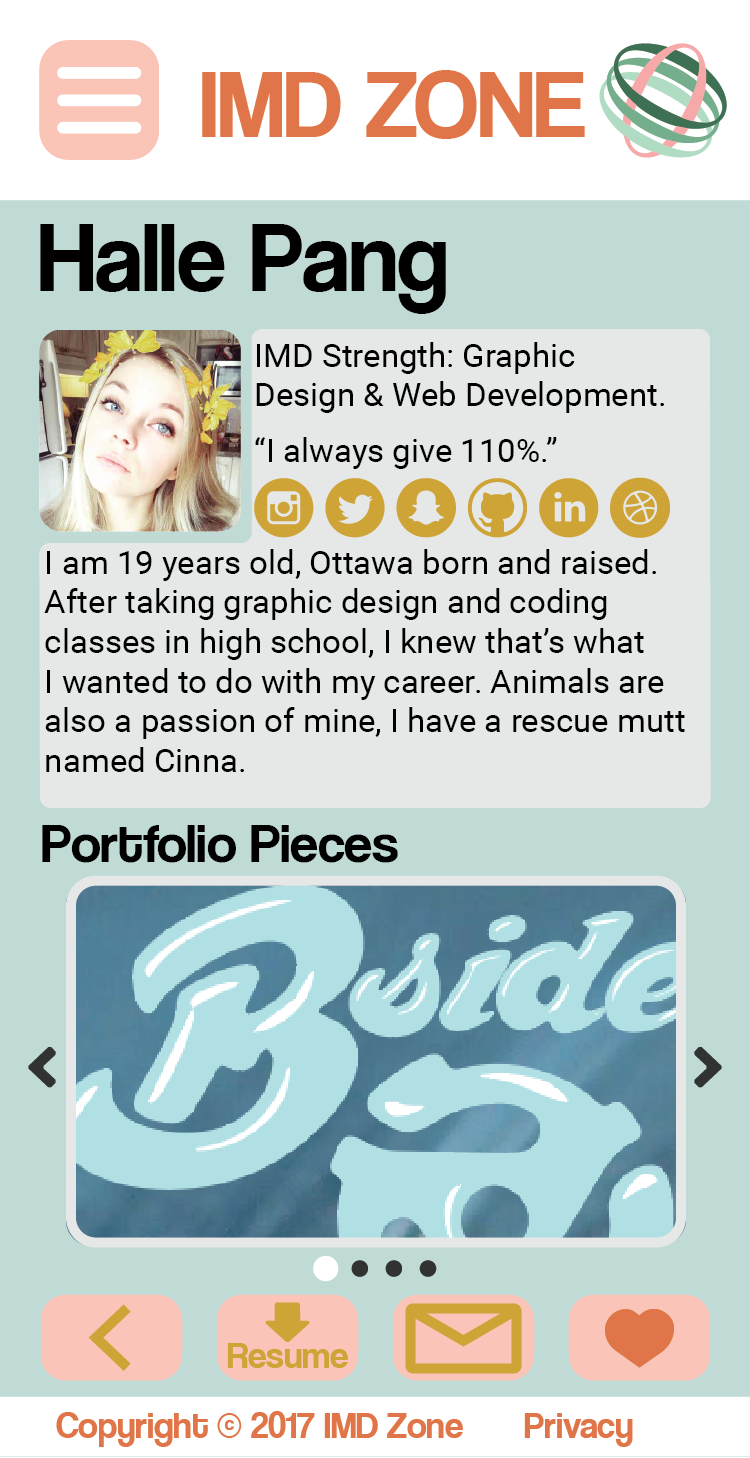 IMD ZONE
Halle Pang
IMD Strength: Graphic
Design & Web Development.
“I always give 110%.”
I am 19 years old, Ottawa born and raised.
After taking graphic design and coding
classes in high school, I knew that’s what
I wanted to do with my career. Animals are
also a passion of mine, I have a rescue mutt
named Cinna.
Portfolio Pieces
Bside
Resume
Copyright © 2017 IMD Zone Privacy